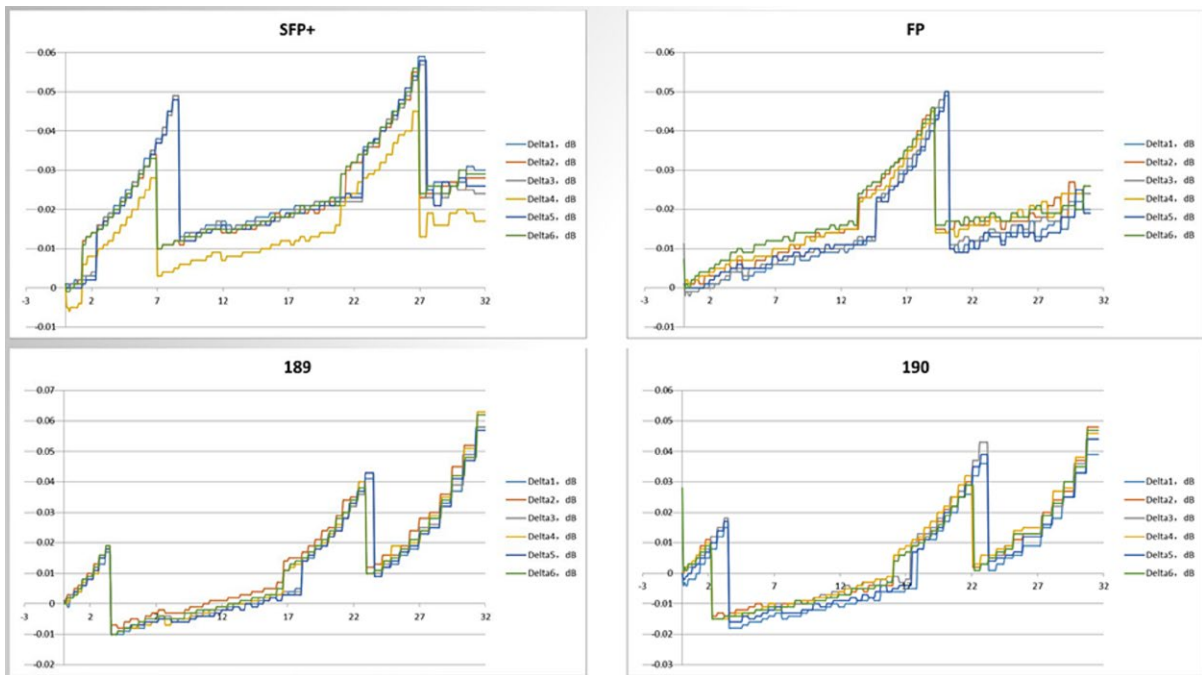 SFP+
0.06
0.05
0.04
0.03
0.02
0.01
0
-0.01
-3 2 7 12 17 22 27 32
Delta1，dB
Delta2，dB
Delta3，dB
Delta4，dB
Delta5，dB
Delta6，dB
FP
0.06
0.05
0.04
0.03
0.02
0.01
0
-0.01
-3 2 7 12 17 22 27 32
Delta1，dB
Delta2，dB
Delta3，dB
Delta4，dB
Delta5，dB
Delta6，dB
189
0.07
0.06
0.05
0.04
0.03
0.02
0.01
0
-0.01
-0.02
-3 2 7 12 17 22 27 32
Delta1，dB
Delta2，dB
Delta3，dB
Delta4，dB
Delta5，dB
Delta6，dB
190
0.06
0.05
0.04
0.03
0.02
0.01
0
-0.01
-0.02
-0.03
-3 2 7 12 17 22 27 32
Delta1，dB
Delta2，dB
Delta3，dB
Delta4，dB
Delta5，dB
Delta6，dB